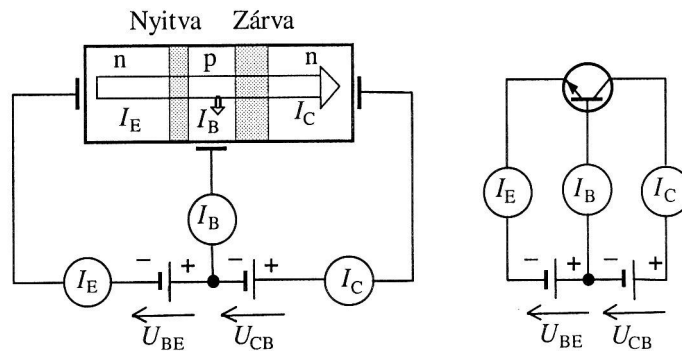 Nyitva Zárva
n p n
I_E I_B I_C
I_B
I_E − + − + I_C
U_BE U_CB
I_E I_B I_C
− + − +
U_BE U_CB